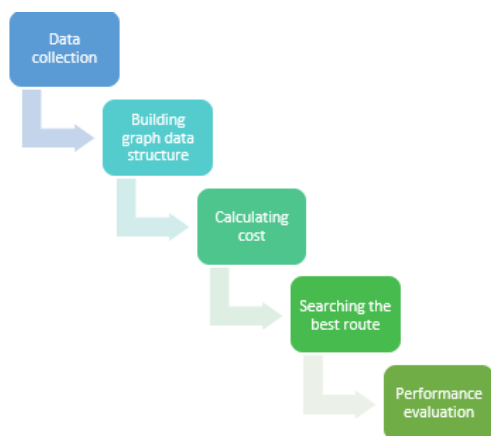 Data
collection
Building
graph data
structure
Calculating
cost
Searching the
best route
Performance
evaluation